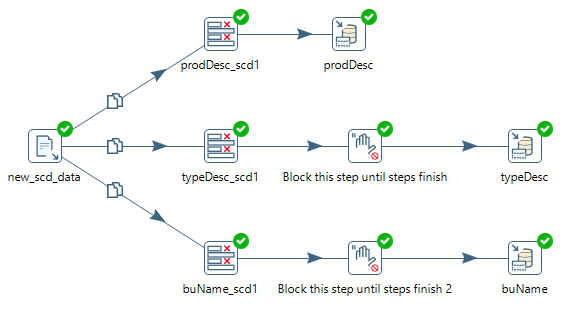 prodDesc_scd1
prodDesc
new_scd_data
typeDesc_scd1
Block this step until steps finish
typeDesc
buName_scd1
Block this step until steps finish 2
buName